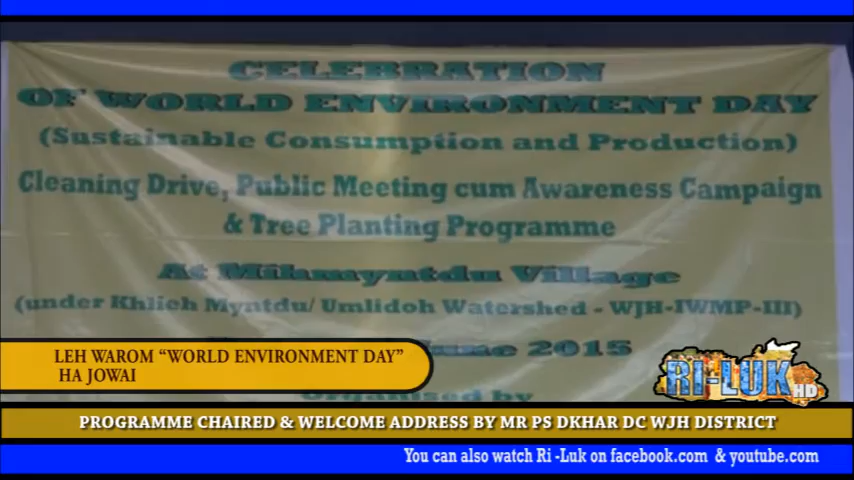 CELEBRATION
OF WORLD ENVIRONMENT DAY
(Sustainable Consumption and Production)
Cleaning Drive, Public Meeting cum Awareness Campaign
& Tree Planting Programme
At Mihmyntdu Village
(under Khlieh Myntdu/ Umlidoh Watershed - WJH-IWMP-III)
June 2015
Organised by
LEH WAROM “WORLD ENVIRONMENT DAY”
HA JOWAI
RI-LUK HD
PROGRAMME CHAIRED & WELCOME ADDRESS BY MR PS DKHAR DC WJH DISTRICT
You can also watch Ri -Luk on facebook.com & youtube.com